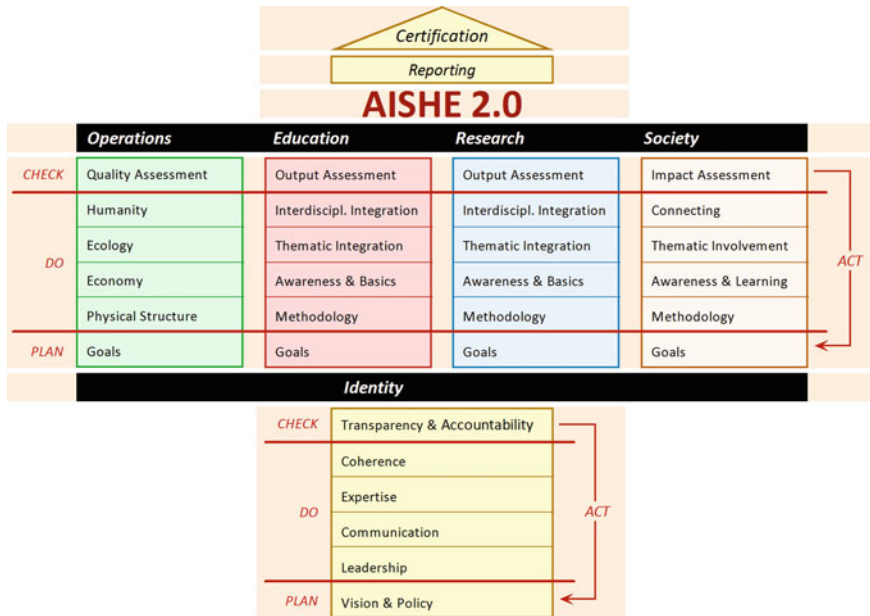 Certification
Reporting
AISHE 2.0
Operations Education Research Society
CHECK Quality Assessment Output Assessment Output Assessment Impact Assessment
Humanity Interdiscipl. Integration Interdiscipl. Integration Connecting
Ecology Thematic Integration Thematic Integration Thematic Involvement
DO ACT
Economy Awareness & Basics Awareness & Basics Awareness & Learning
Physical Structure Methodology Methodology Methodology
PLAN Goals Goals Goals Goals
Identity
CHECK Transparency & Accountability
Coherence
Expertise
DO ACT
Communication
Leadership
PLAN Vision & Policy